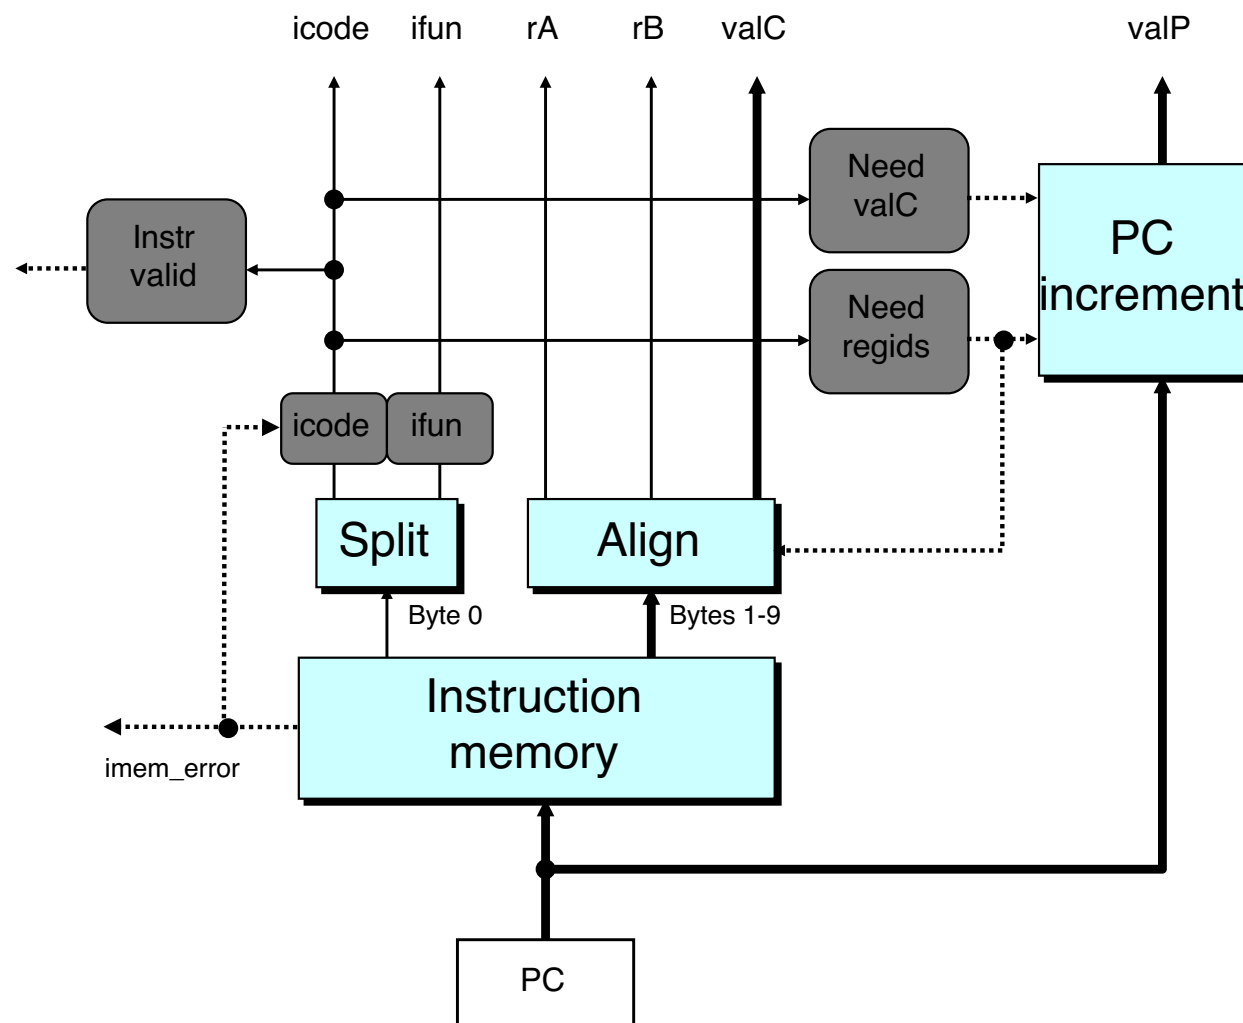 icode ifun rA rB valC valP
Need
valC
Instr
valid
PC
increment
Need
regids
icode ifun
Split
Align
Byte 0
Bytes 1-9
Instruction
memory
imem_error
PC